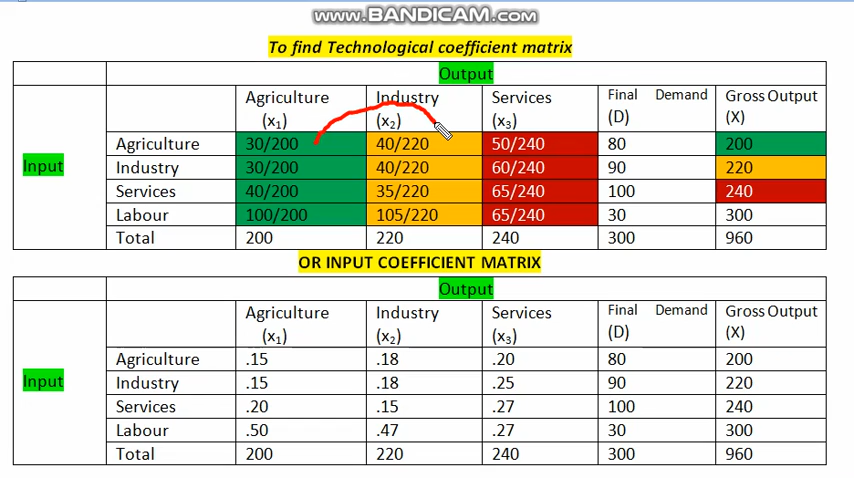 WWW.BANDICAM.COM
To find Technological coefficient matrix
Output
Agriculture (x1) Industry (x2) Services (x3) Final Demand (D) Gross Output (X)
Input
Agriculture 30/200 40/220 50/240 80 200
Industry 30/200 40/220 60/240 90 220
Services 40/200 35/220 65/240 100 240
Labour 100/200 105/220 65/240 30 300
Total 200 220 240 300 960
OR INPUT COEFFICIENT MATRIX
Output
Agriculture (x1) Industry (x2) Services (x3) Final Demand (D) Gross Output (X)
Input
Agriculture .15 .18 .20 80 200
Industry .15 .18 .25 90 220
Services .20 .15 .27 100 240
Labour .50 .47 .27 30 300
Total 200 220 240 300 960